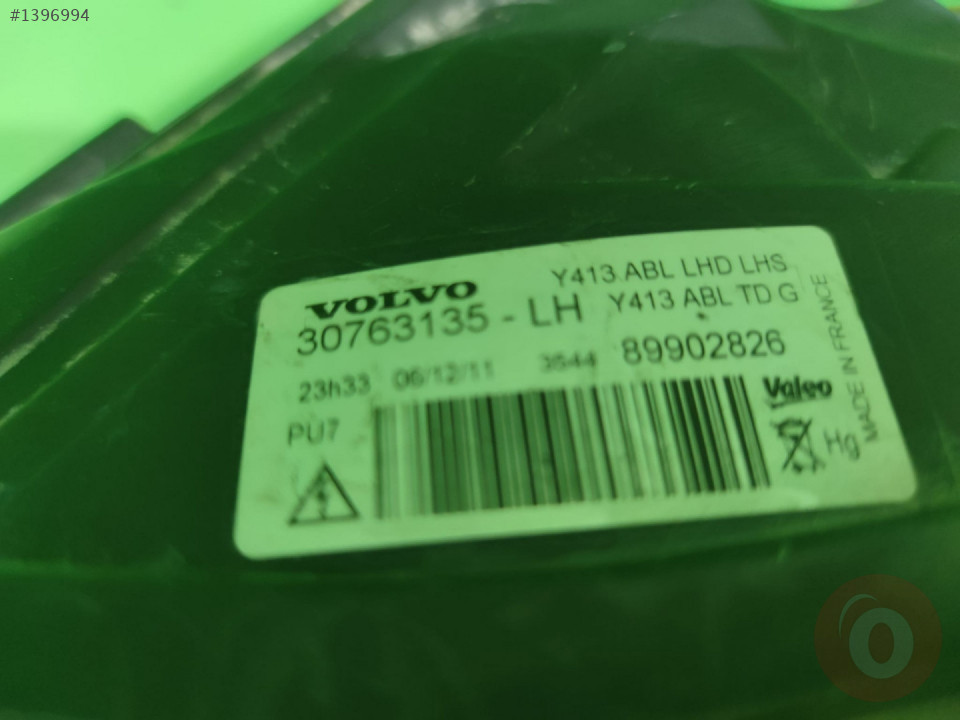 #1396994
VOLVO
Y413 ABL LHD LHS
30763135 - LH
Y413 ABL TD G
23h33 06/12/11 3544 89902826
PU7
Valeo
Hg
MADE IN FRANCE
O